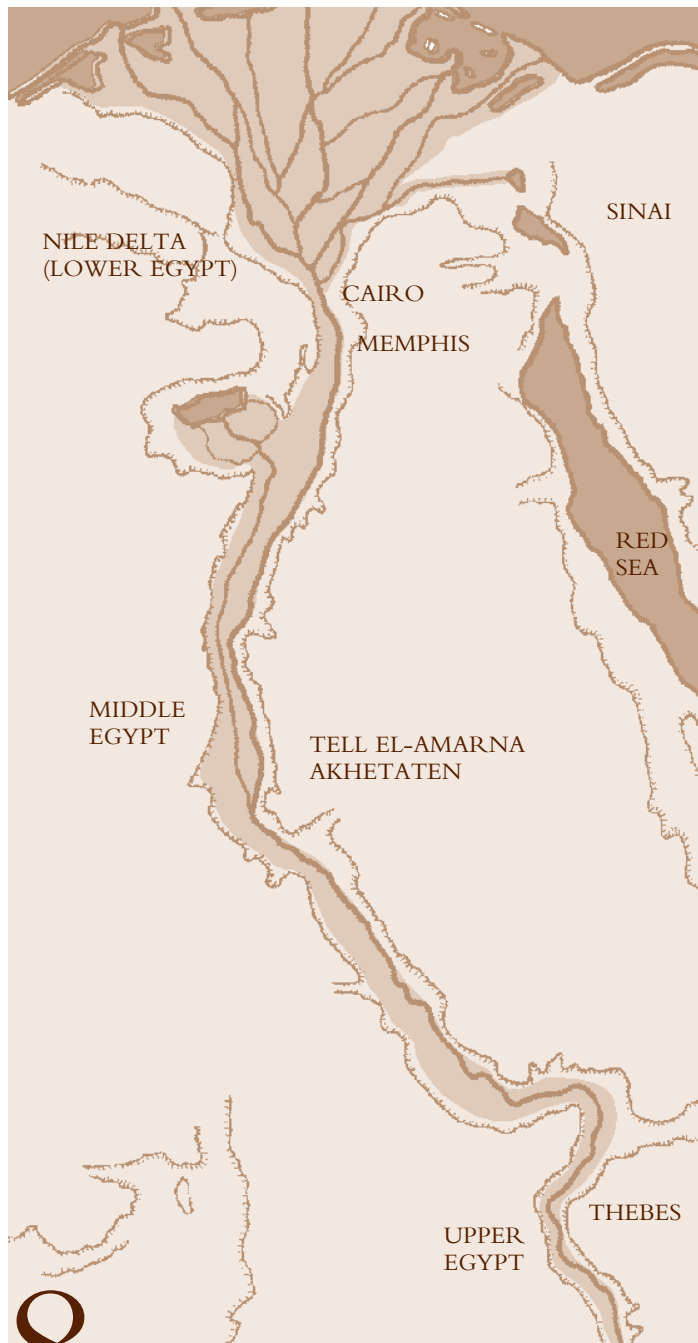 SINAI
NILE DELTA
(LOWER EGYPT)
CAIRO
MEMPHIS
RED
SEA
MIDDLE
EGYPT
TELL EL-AMARNA
AKHETATEN
THEBES
UPPER
EGYPT